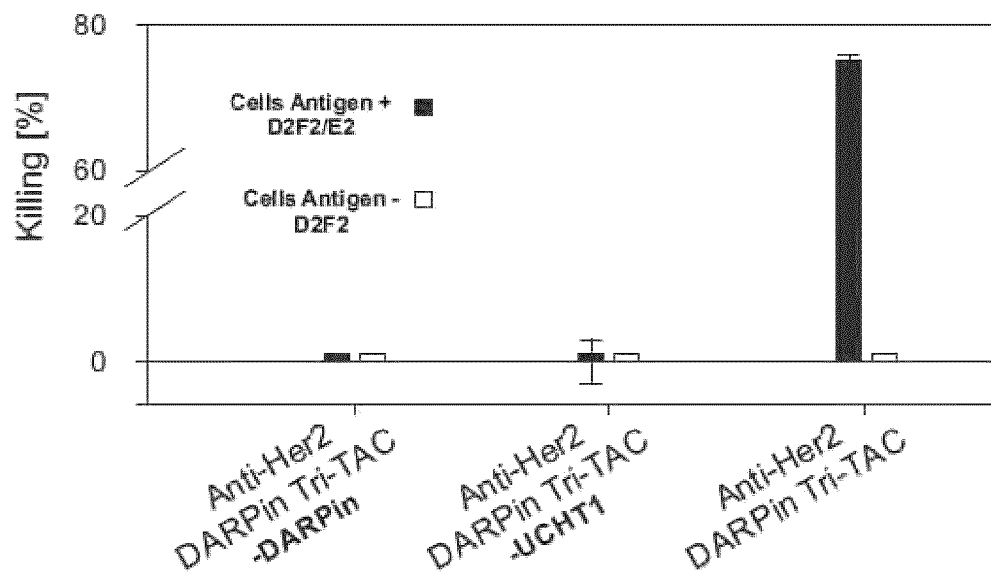 80
60
20
0
Killing [%]
Cells Antigen +
D2F2/E2
Cells Antigen -
D2F2
Anti-Her2
DARPin Tri-TAC
-DARPin
Anti-Her2
DARPin Tri-TAC
-UCHT1
Anti-Her2
DARPin Tri-TAC